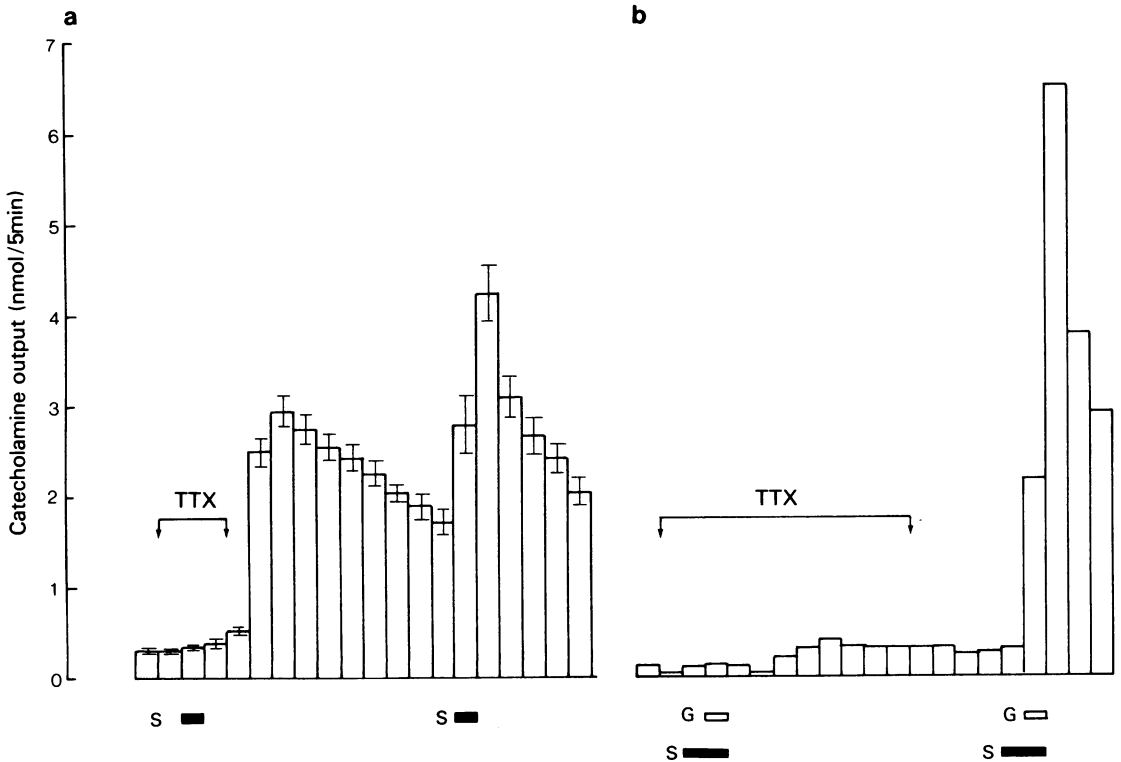 a
b
Catecholamine output (nmol/5min)
7
6
5
4
3
2
1
0
TTX
TTX
S
S
G
G
S
S